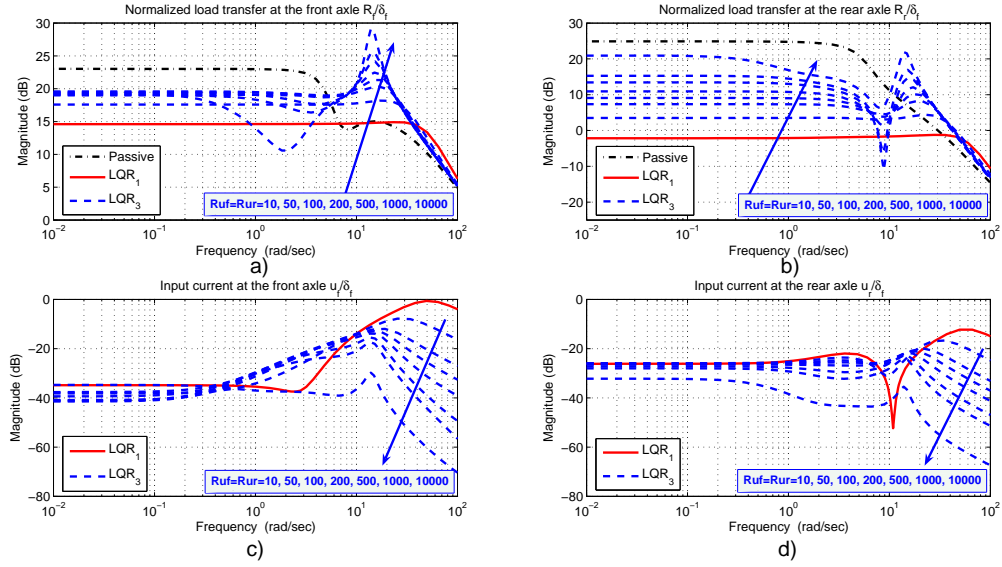 Normalized load transfer at the front axle R_f/δ_f
Magnitude (dB)
30
25
20
15
10
5
0
Passive
LQR_1
LQR_3
Ruf=Rur=10, 50, 100, 200, 500, 1000, 10000
10^-2
10^-1
10^0
10^1
10^2
Frequency (rad/sec)
a)
Normalized load transfer at the rear axle R_r/δ_f
Magnitude (dB)
30
20
10
0
−10
−20
Passive
LQR_1
LQR_3
Ruf=Rur=10, 50, 100, 200, 500, 1000, 10000
10^-2
10^-1
10^0
10^1
10^2
Frequency (rad/sec)
b)
Input current at the front axle u_f/δ_f
Magnitude (dB)
0
−20
−40
−60
−80
LQR_1
LQR_3
Ruf=Rur=10, 50, 100, 200, 500, 1000, 10000
10^-2
10^-1
10^0
10^1
10^2
Frequency (rad/sec)
c)
Input current at the rear axle u_r/δ_f
Magnitude (dB)
0
−20
−40
−60
−80
LQR_1
LQR_3
Ruf=Rur=10, 50, 100, 200, 500, 1000, 10000
10^-2
10^-1
10^0
10^1
10^2
Frequency (rad/sec)
d)